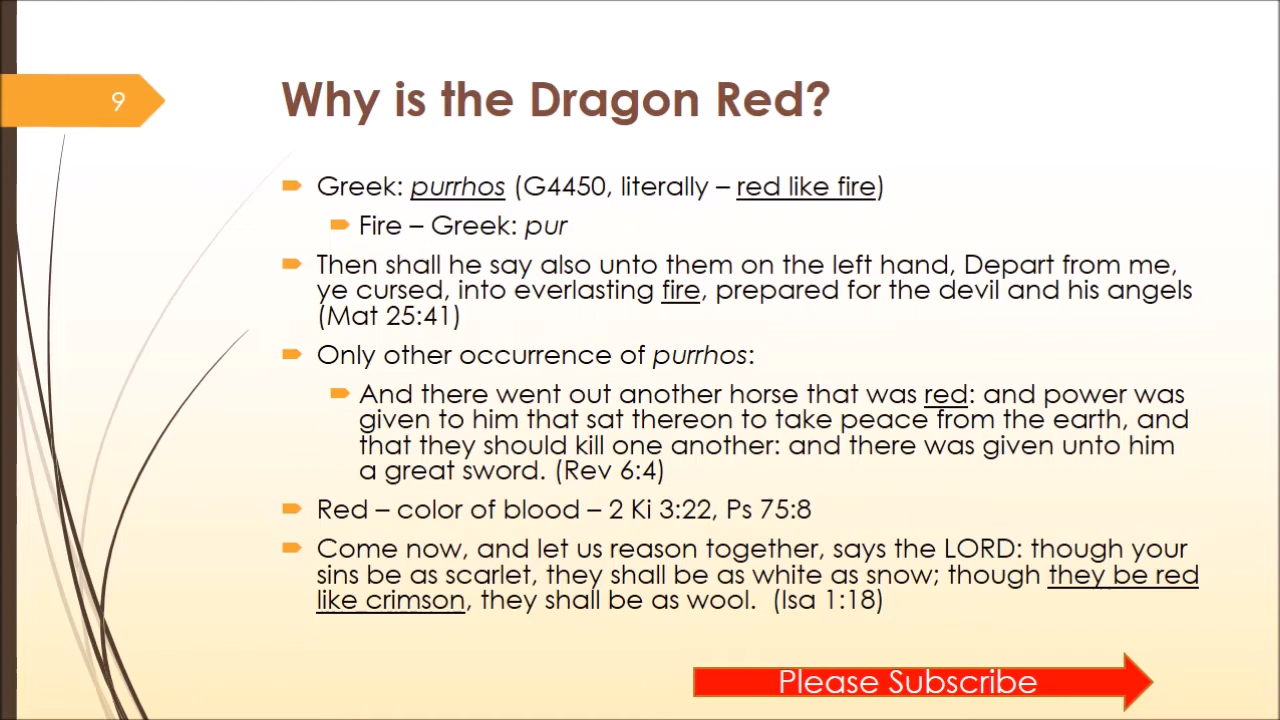 9
Why is the Dragon Red?
Greek: purrhos (G4450, literally – red like fire)
Fire – Greek: pur
Then shall he say also unto them on the left hand, Depart from me,
ye cursed, into everlasting fire, prepared for the devil and his angels
(Mat 25:41)
Only other occurrence of purrhos:
And there went out another horse that was red: and power was
given to him that sat thereon to take peace from the earth, and
that they should kill one another: and there was given unto him
a great sword. (Rev 6:4)
Red – color of blood – 2 Ki 3:22, Ps 75:8
Come now, and let us reason together, says the LORD: though your
sins be as scarlet, they shall be as white as snow; though they be red
like crimson, they shall be as wool.  (Isa 1:18)
Please Subscribe